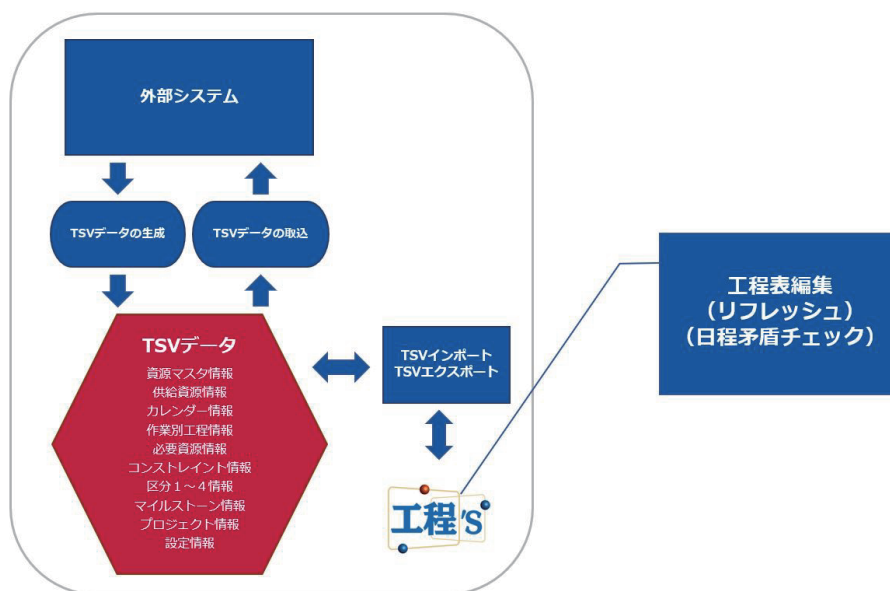 外部システム
TSVデータの生成
TSVデータの取込
TSVデータ
資源マスタ情報
供給資源情報
カレンダー情報
作業別工程情報
必要資源情報
コンストレイント情報
区分１～４情報
マイルストーン情報
プロジェクト情報
設定情報
TSVインポート
TSVエクスポート
工程'S
工程表編集
（リフレッシュ）
（日程矛盾チェック）